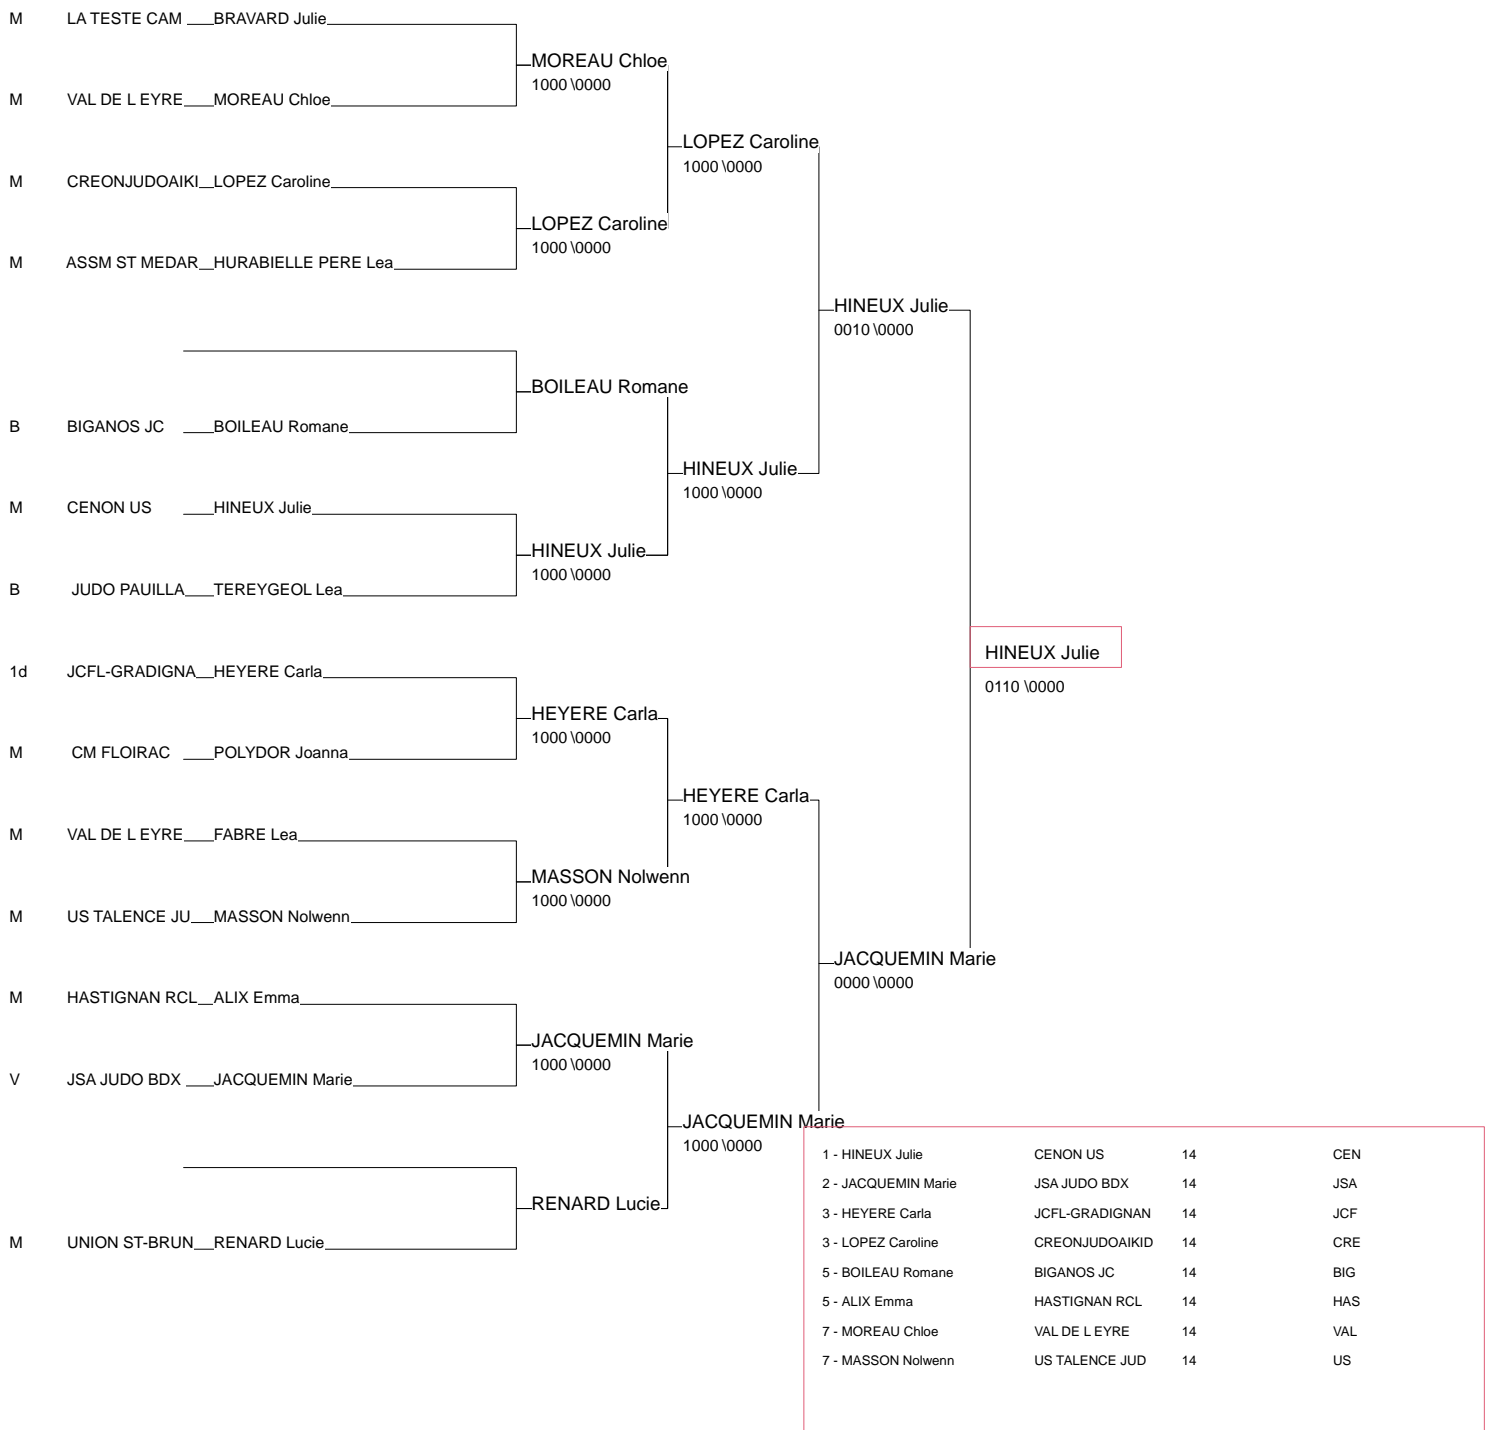 M LA TESTE CAM BRAVARD Julie
MOREAU Chloe
1000 \0000
M VAL DE L EYRE MOREAU Chloe
LOPEZ Caroline
1000 \0000
M CREONJUDOAIKI LOPEZ Caroline
LOPEZ Caroline
1000 \0000
M ASSM ST MEDAR HURABIELLE PERE Lea
HINEUX Julie
0010 \0000
BOILEAU Romane
B BIGANOS JC BOILEAU Romane
HINEUX Julie
1000 \0000
M CENON US HINEUX Julie
HINEUX Julie
1000 \0000
B JUDO PAUILLA TEREYGEOL Lea
HINEUX Julie
0110 \0000
1d JCFL-GRADIGNA HEYERE Carla
HEYERE Carla
1000 \0000
M CM FLOIRAC POLYDOR Joanna
HEYERE Carla
1000 \0000
M VAL DE L EYRE FABRE Lea
MASSON Nolwenn
1000 \0000
M US TALENCE JU MASSON Nolwenn
JACQUEMIN Marie
0000 \0000
M HASTIGNAN RCL ALIX Emma
JACQUEMIN Marie
1000 \0000
V JSA JUDO BDX JACQUEMIN Marie
JACQUEMIN Marie
1000 \0000
RENARD Lucie
M UNION ST-BRUN RENARD Lucie
1 - HINEUX Julie CENON US 14 CEN
2 - JACQUEMIN Marie JSA JUDO BDX 14 JSA
3 - HEYERE Carla JCFL-GRADIGNAN 14 JCF
3 - LOPEZ Caroline CREONJUDOAIKID 14 CRE
5 - BOILEAU Romane BIGANOS JC 14 BIG
5 - ALIX Emma HASTIGNAN RCL 14 HAS
7 - MOREAU Chloe VAL DE L EYRE 14 VAL
7 - MASSON Nolwenn US TALENCE JUD 14 US